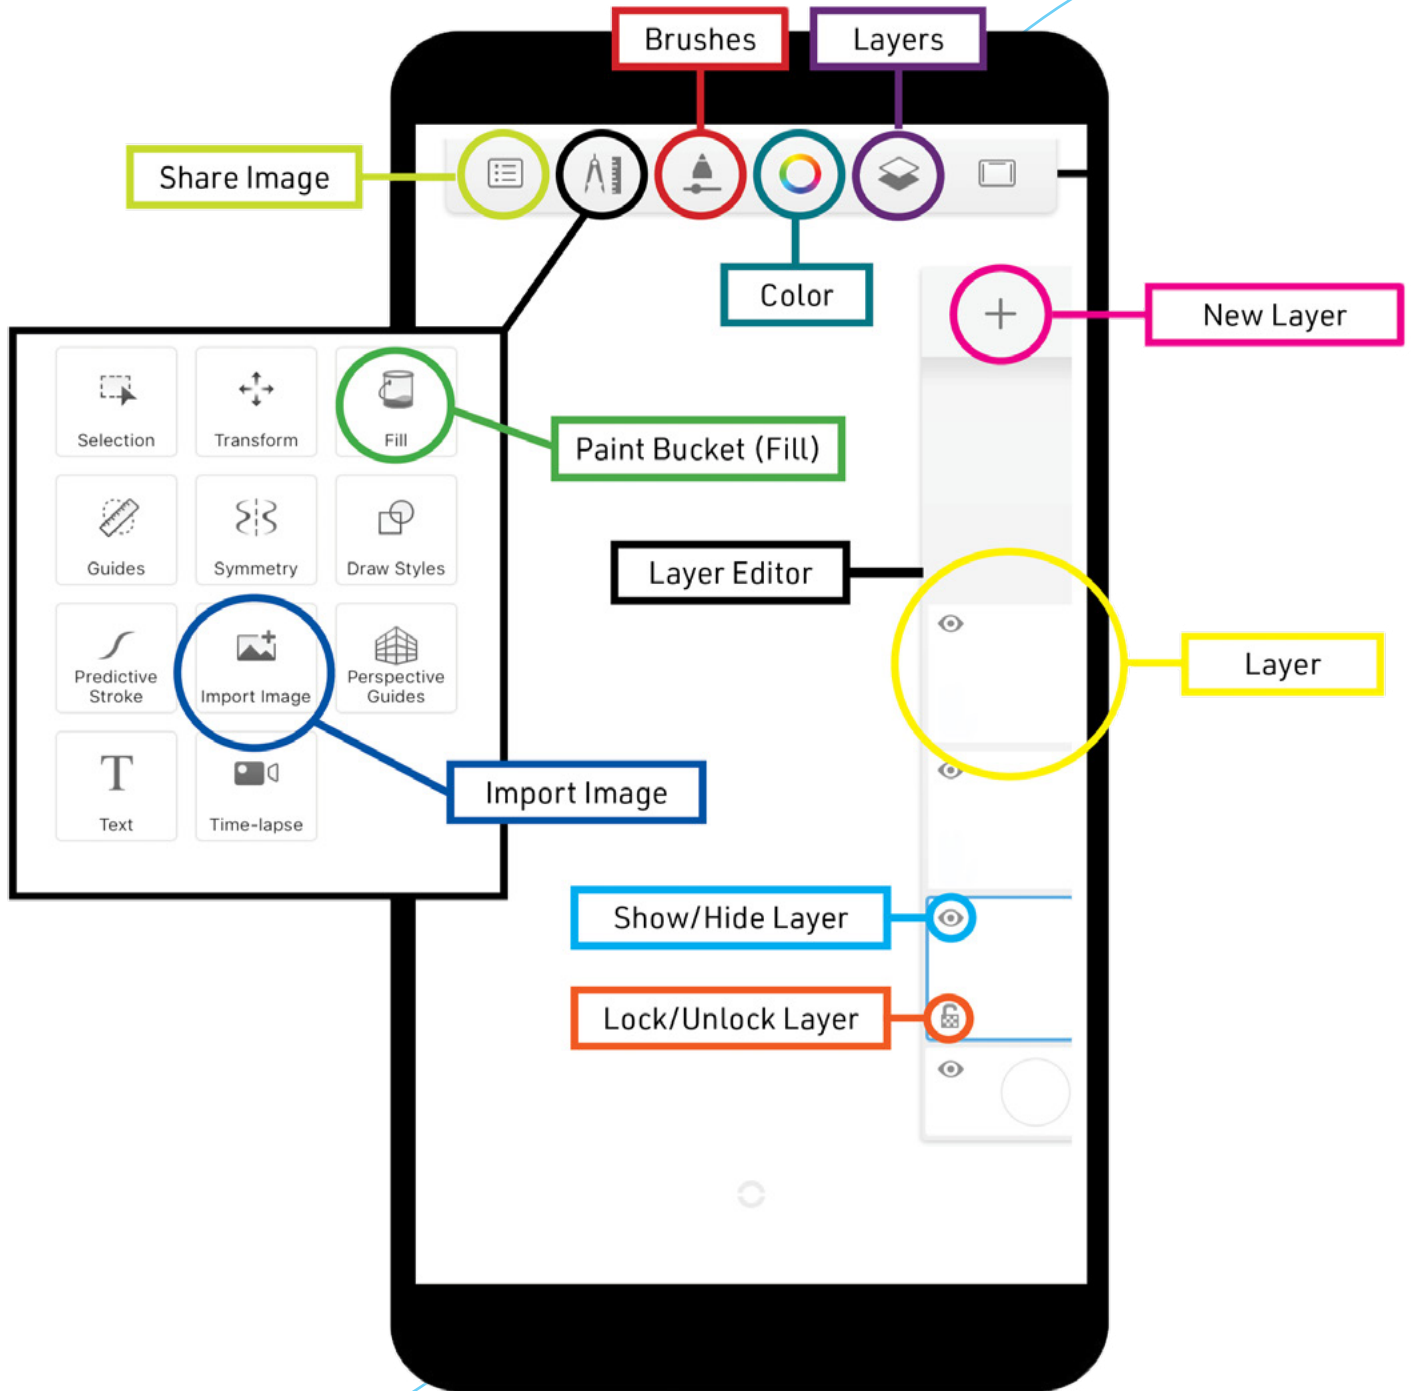 Brushes
Layers
Share Image
Color
New Layer
Selection
Transform
Fill
Paint Bucket (Fill)
Guides
Symmetry
Draw Styles
Layer Editor
Predictive
Stroke
Import Image
Perspective
Guides
Layer
Text
Time-lapse
Import Image
Show/Hide Layer
Lock/Unlock Layer